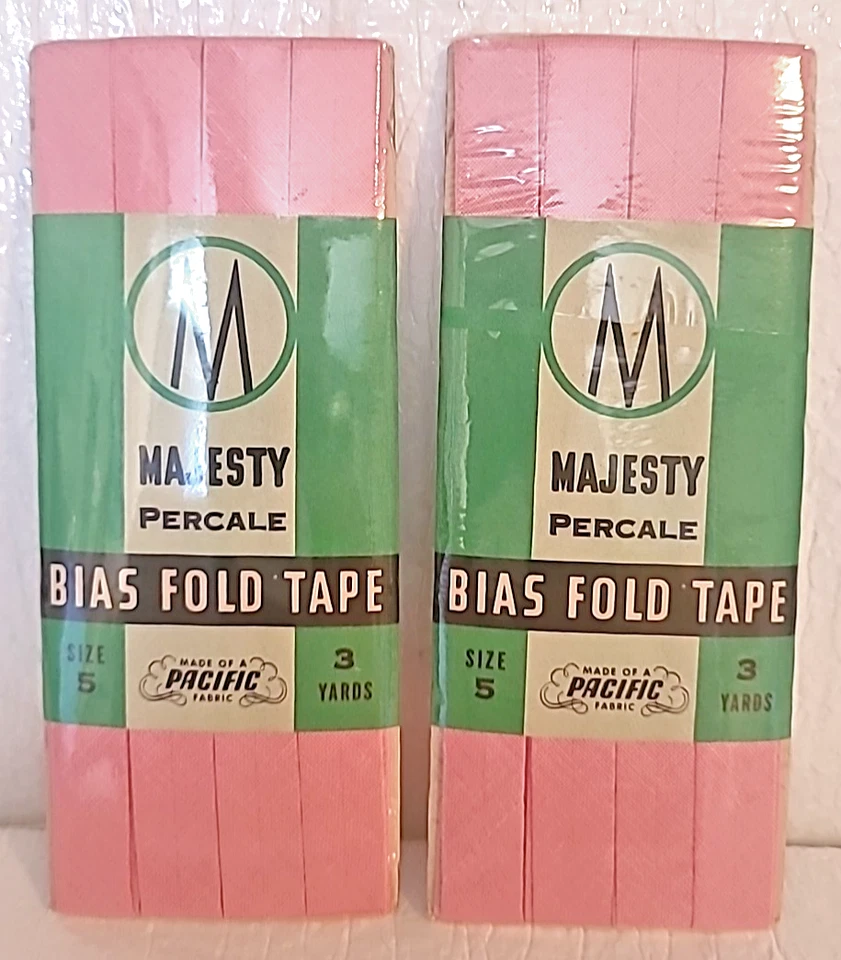 M
MAJESTY
PERCALE
BIAS FOLD TAPE
SIZE
5
MADE OF A
PACIFIC
FABRIC
3
YARDS
M
MAJESTY
PERCALE
BIAS FOLD TAPE
SIZE
5
MADE OF A
PACIFIC
FABRIC
3
YARDS